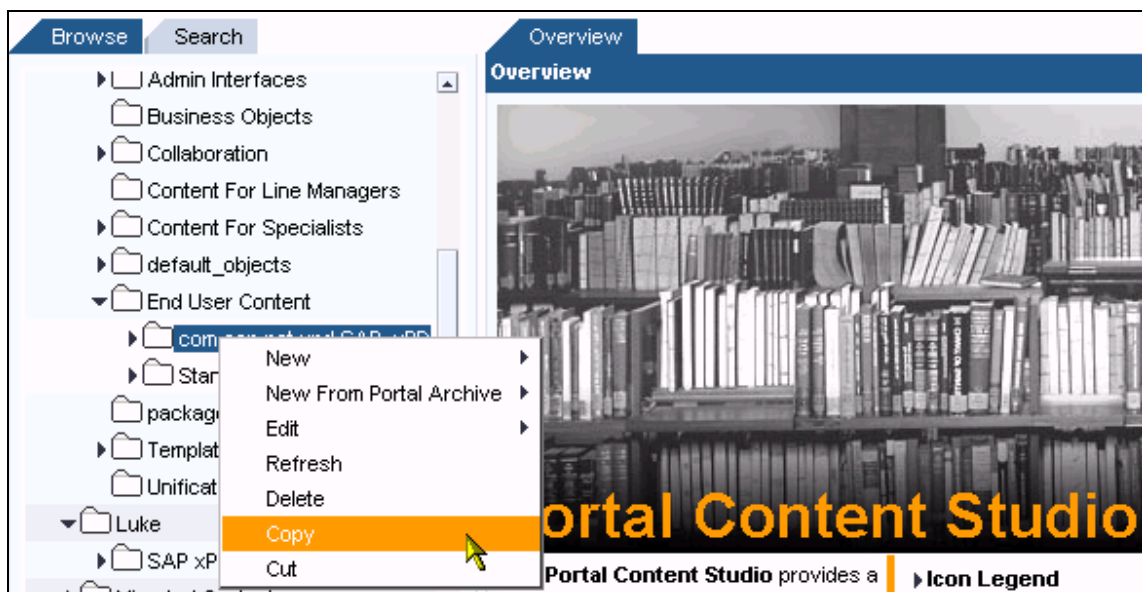 Browse
Search
Admin Interfaces
Business Objects
Collaboration
Content For Line Managers
Content For Specialists
default_objects
End User Content
Luke
SAP xP
New
New From Portal Archive
Edit
Refresh
Delete
Copy
Cut
Overview
Overview
ortal Content Studio
Portal Content Studio provides a
Icon Legend